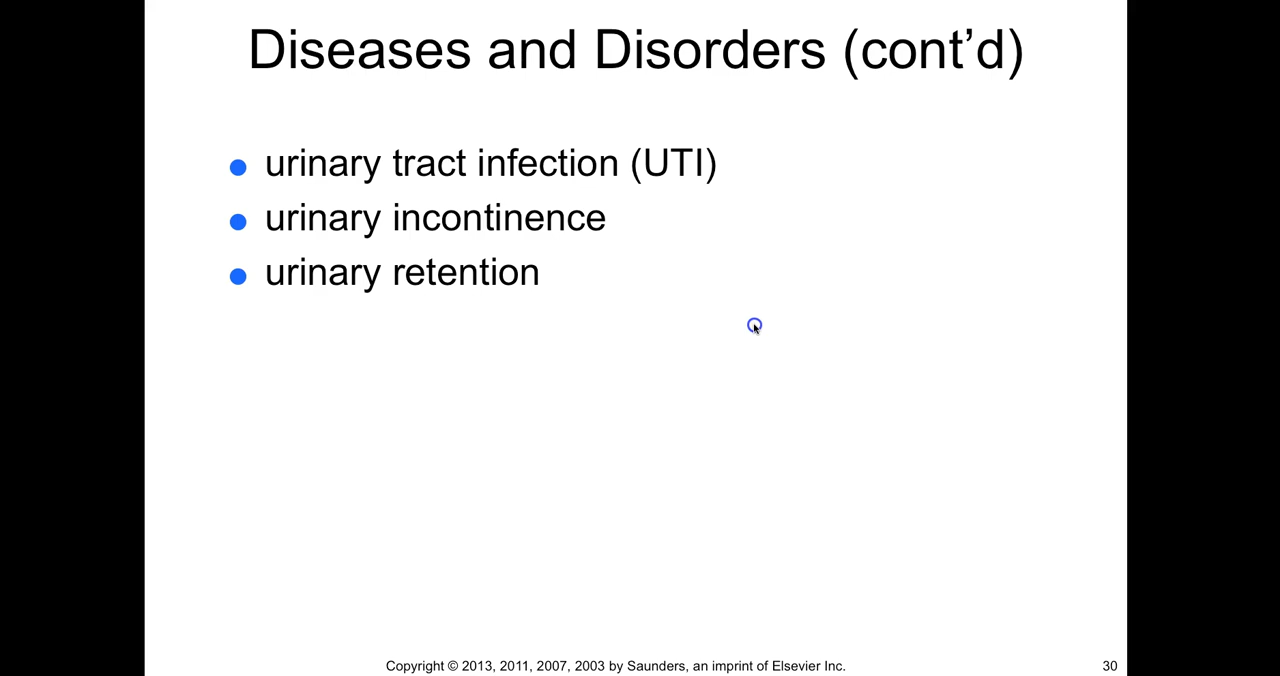 Diseases and Disorders (cont’d)
urinary tract infection (UTI)
urinary incontinence
urinary retention
Copyright © 2013, 2011, 2007, 2003 by Saunders, an imprint of Elsevier Inc.
30